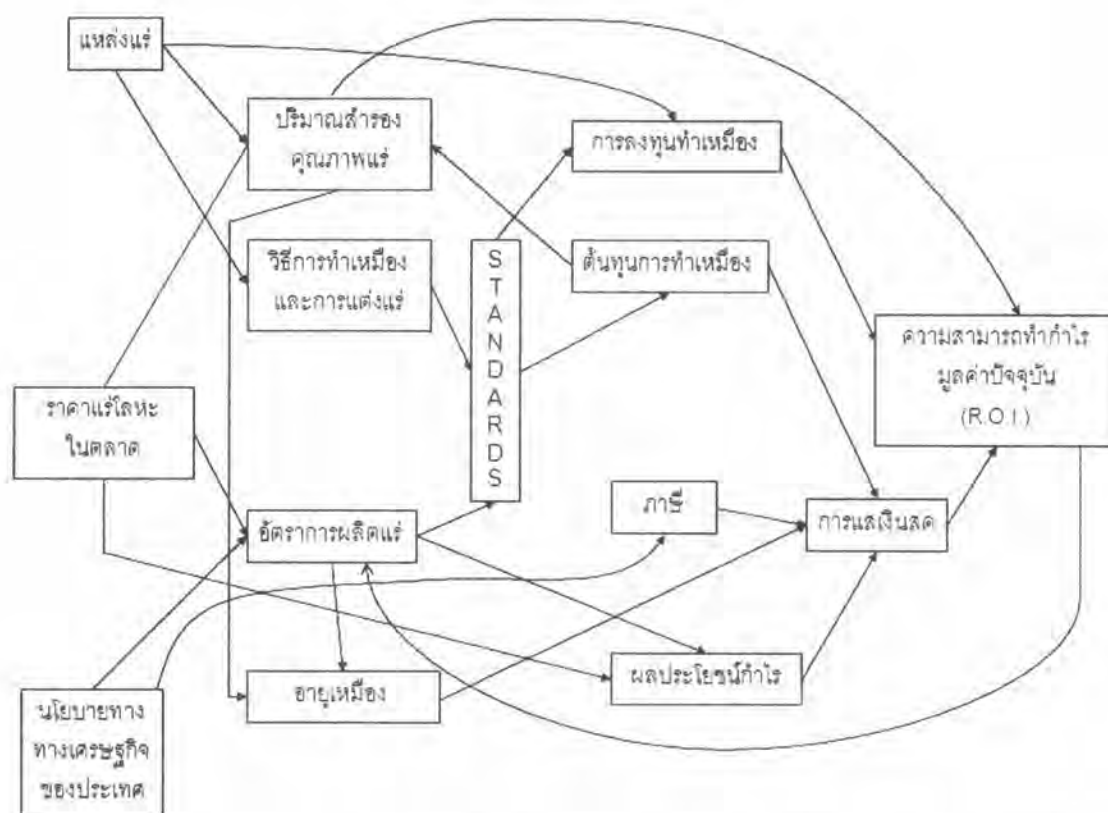 แหล่งแร่
ปริมาณสำรอง
คุณภาพแร่
การลงทุนทำเหมือง
วิธีการทำเหมือง
และการแต่งแร่
STANDARDS
ต้นทุนการทำเหมือง
ความสามารถทำกำไร
มูลค่าปัจจุบัน
(R.O.I.)
ราคาแร่โลหะ
ในตลาด
อัตราการผลิตแร่
ภาษี
การแสเงินสด
อายุเหมือง
ผลประโยชน์กำไร
นโยบายทาง
ทางเศรษฐกิจ
ของประเทศ